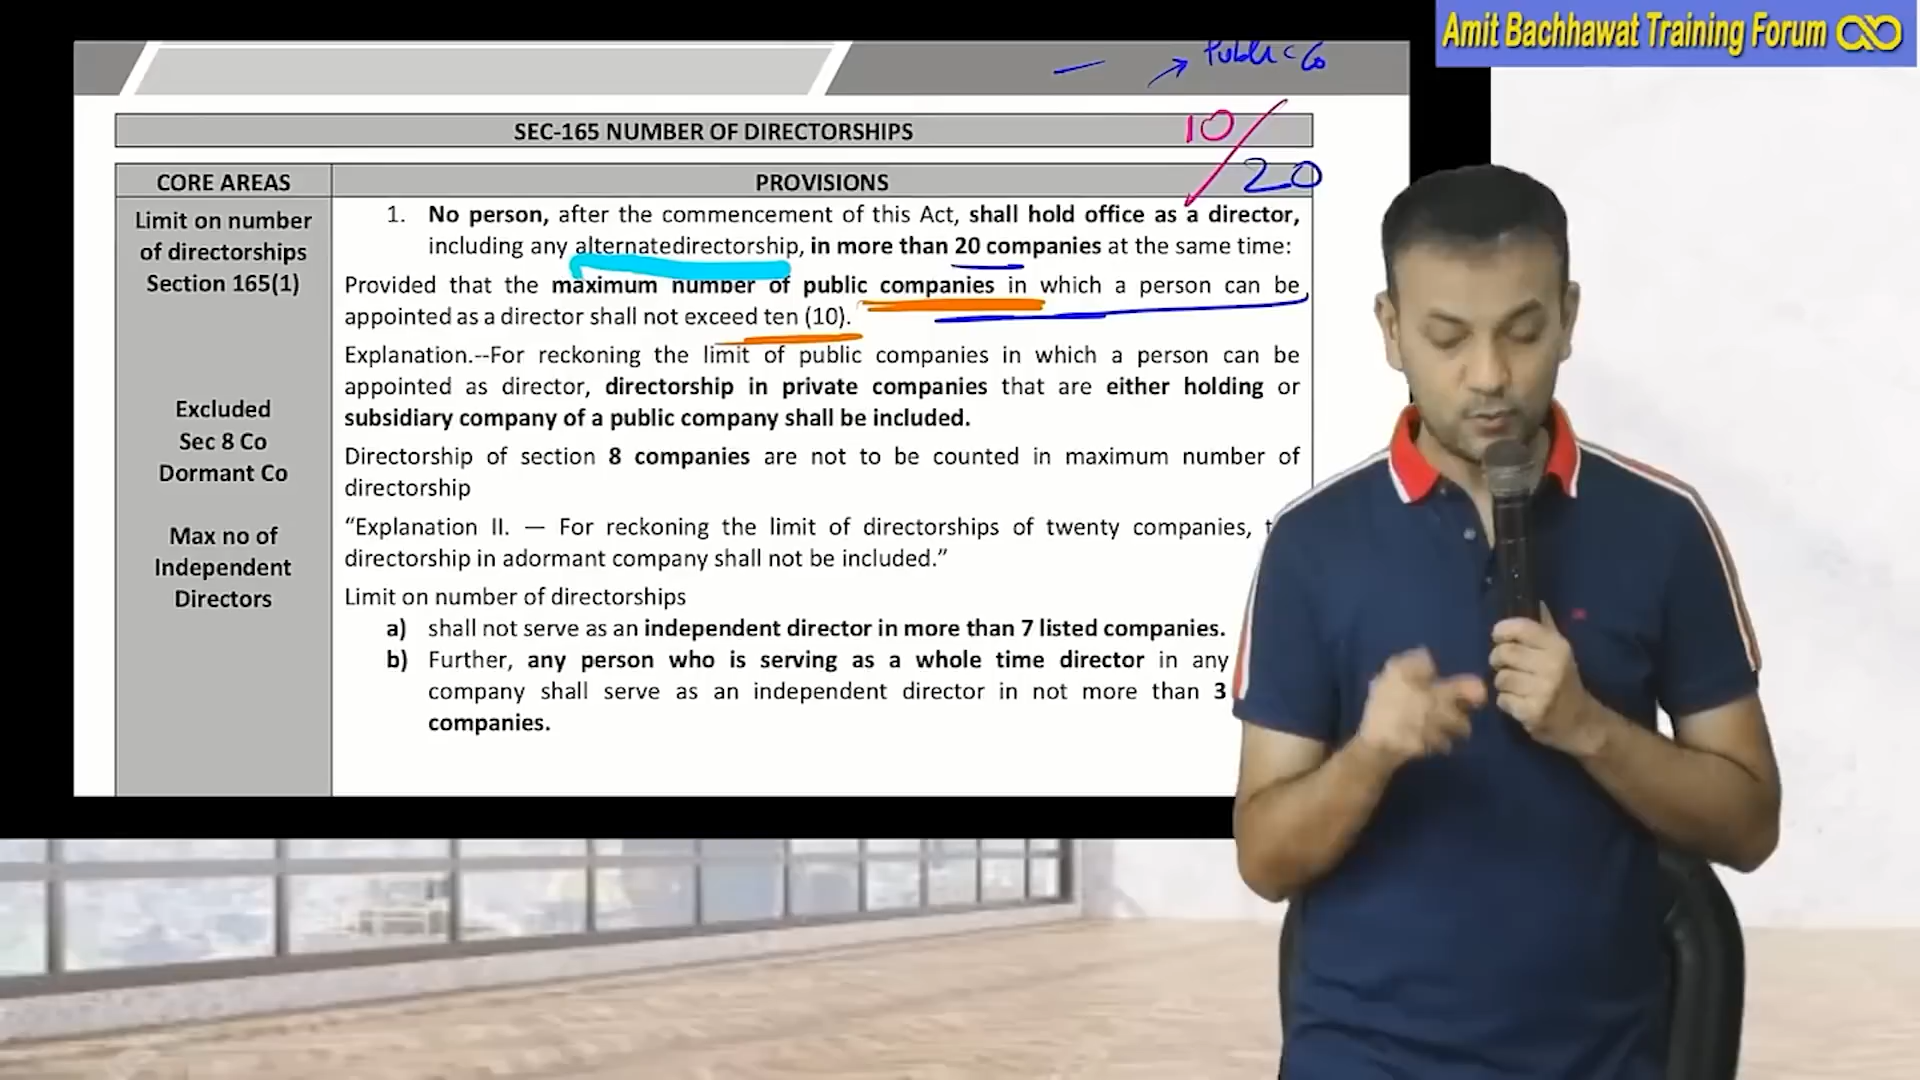 Amit Bachhawat Training Forum
Public Co
SEC-165 NUMBER OF DIRECTORSHIPS
10
20
CORE AREAS
PROVISIONS
Limit on number
of directorships
Section 165(1)
1. No person, after the commencement of this Act, shall hold office as a director,
including any alternatedirectorship, in more than 20 companies at the same time:
Provided that the maximum number of public companies in which a person can be
appointed as a director shall not exceed ten (10).
Explanation.--For reckoning the limit of public companies in which a person can be
appointed as director, directorship in private companies that are either holding or
subsidiary company of a public company shall be included.
Excluded
Sec 8 Co
Dormant Co
Directorship of section 8 companies are not to be counted in maximum number of
directorship
“Explanation II. — For reckoning the limit of directorships of twenty companies,
directorship in adormant company shall not be included.”
Max no of
Independent
Directors
Limit on number of directorships
a) shall not serve as an independent director in more than 7 listed companies.
b) Further, any person who is serving as a whole time director in any
company shall serve as an independent director in not more than 3
companies.